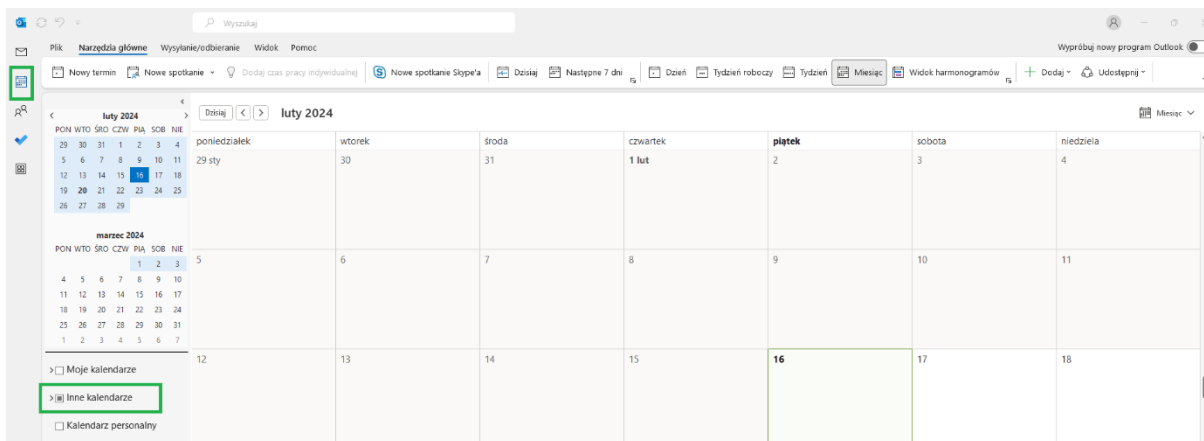 Wyszukaj
Plik Narzędzia główne Wysyłanie/odbieranie Widok Pomoc Wypróbuj nowy program Outlook
Nowy termin Nowe spotkanie Dodaj czas pracy indywidualnej Nowe spotkanie Skype'a Dzisiaj Następne 7 dni Dzień Tydzień roboczy Tydzień Miesiąc Widok harmonogramów Dodaj Udostępnij
luty 2024
PON WTO ŚRO CZW PIĄ SOB NIE
29 30 31 1 2 3 4
5 6 7 8 9 10 11
12 13 14 15 16 17 18
19 20 21 22 23 24 25
26 27 28 29
marzec 2024
PON WTO ŚRO CZW PIĄ SOB NIE
1 2 3
4 5 6 7 8 9 10
11 12 13 14 15 16 17
18 19 20 21 22 23 24
25 26 27 28 29 30 31
1 2 3 4 5 6 7
Moje kalendarze
Inne kalendarze
Kalendarz personalny
Dzisiaj luty 2024 Miesiąc
poniedziałek wtorek środa czwartek piątek sobota niedziela
29 sty 30 31 1 lut 2 3 4
5 6 7 8 9 10 11
12 13 14 15 16 17 18